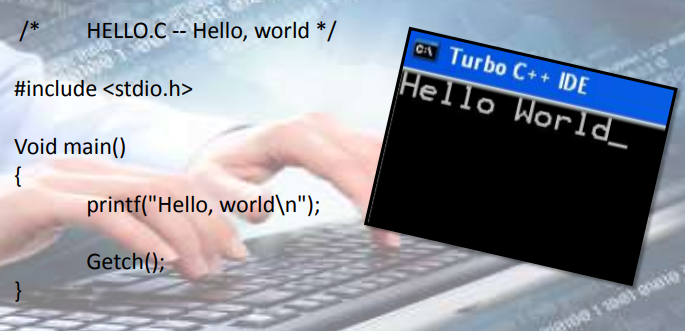 /* HELLO.C -- Hello, world */
#include <stdio.h>
Void main()
{
printf("Hello, world\n");
Getch();
}
C:\ Turbo C++ IDE
Hello World_